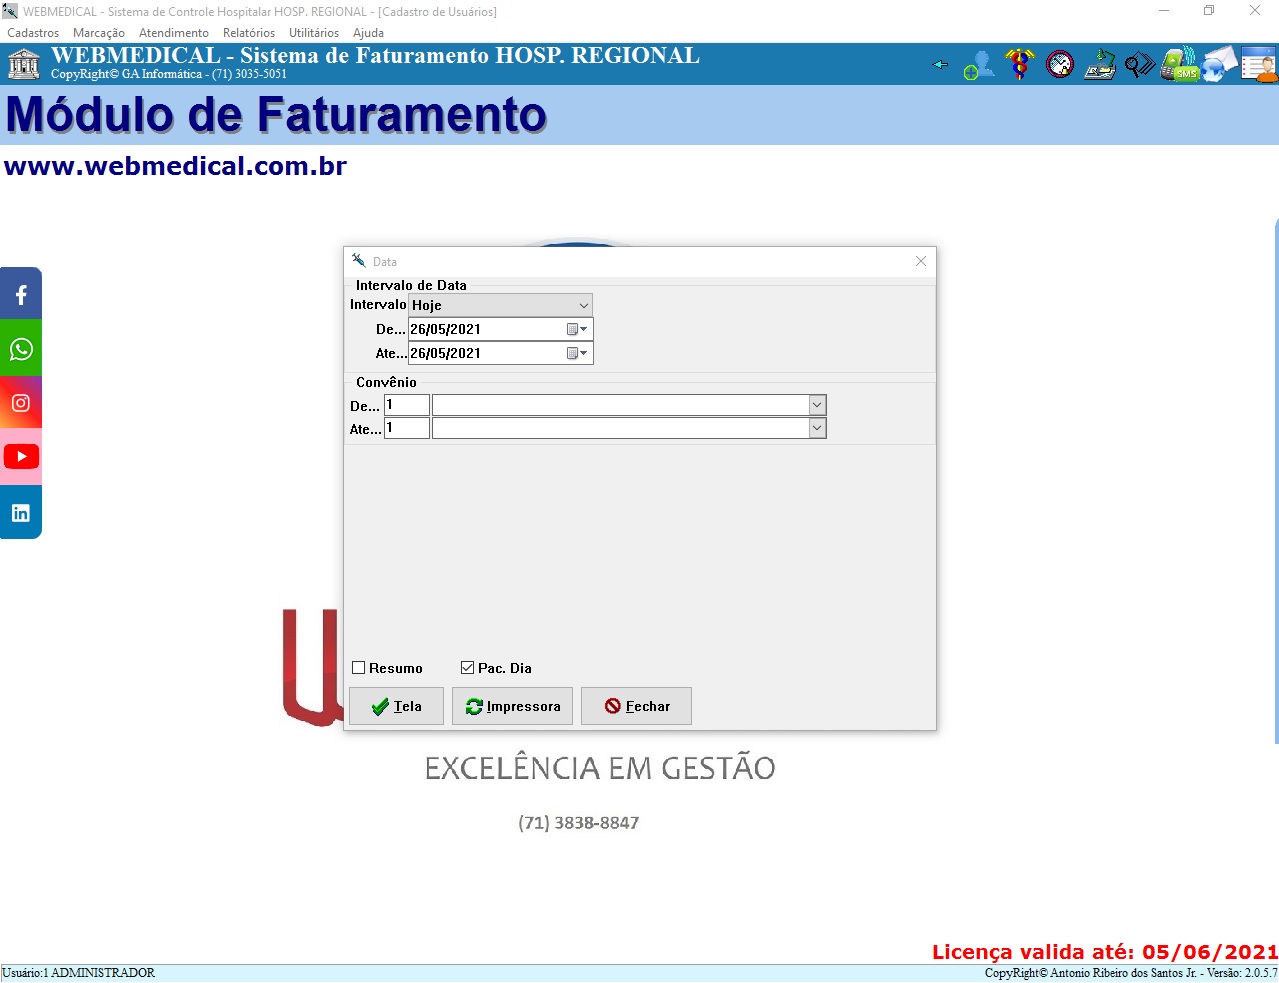 WEBMEDICAL - Sistema de Controle Hospitalar HOSP. REGIONAL - [Cadastro de Usuários]
Cadastros Marcação Atendimento Relatórios Utilitários Ajuda
WEBMEDICAL - Sistema de Faturamento HOSP. REGIONAL
CopyRight© GA Informática - (71) 3035-5051
SMS
Módulo de Faturamento
www.webmedical.com.br
Data
Intervalo de Data
Intervalo Hoje
De... 26/05/2021
Ate... 26/05/2021
Convênio
De... 1
Ate... 1
Resumo Pac. Dia
Tela Impressora Fechar
EXCELÊNCIA EM GESTÃO
(71) 3838-8847
Licença valida até: 05/06/2021
Usuário:1 ADMINISTRADOR CopyRight© Antonio Ribeiro dos Santos Jr. - Versão: 2.0.5.7